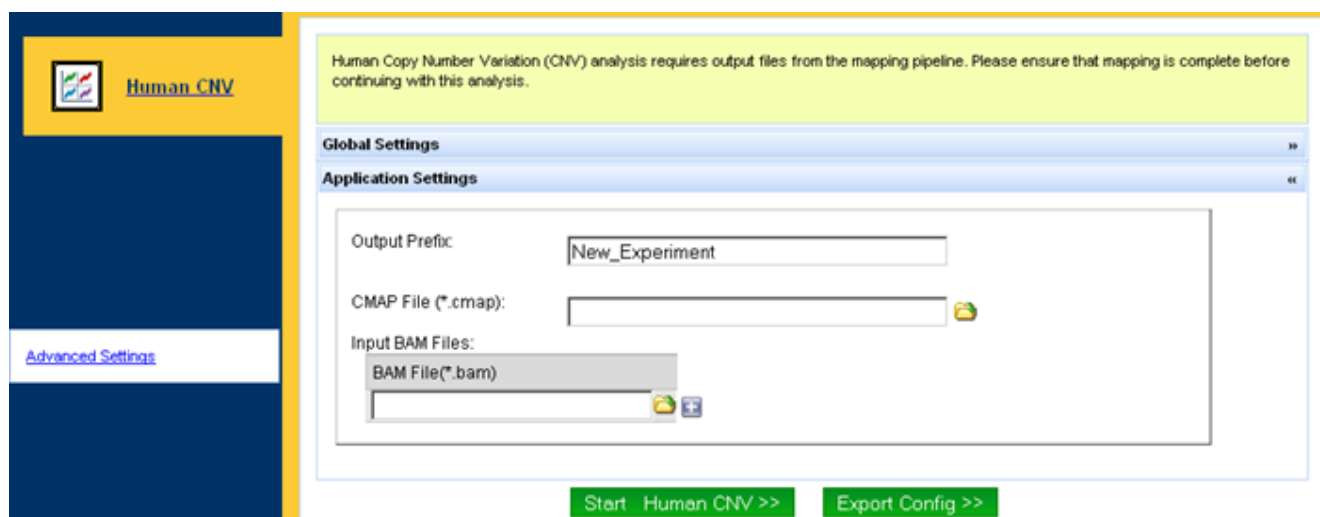 Human CNV
Human Copy Number Variation (CNV) analysis requires output files from the mapping pipeline. Please ensure that mapping is complete before
continuing with this analysis.
Global Settings »
Application Settings «
Output Prefix: New_Experiment
CMAP File (*.cmap):
Input BAM Files:
BAM File(*.bam)
Advanced Settings
Start Human CNV >> Export Config >>